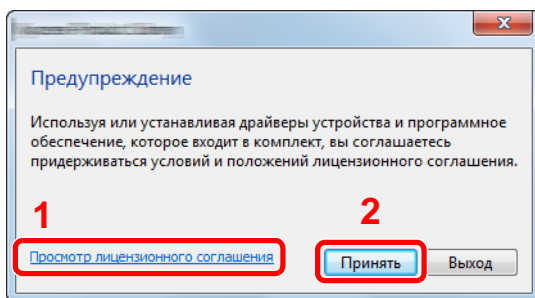 Предупреждение
Используя или устанавливая драйверы устройства и программное
обеспечение, которое входит в комплект, вы соглашаетесь
придерживаться условий и положений лицензионного соглашения.
1
2
Просмотр лицензионного соглашения
Принять
Выход